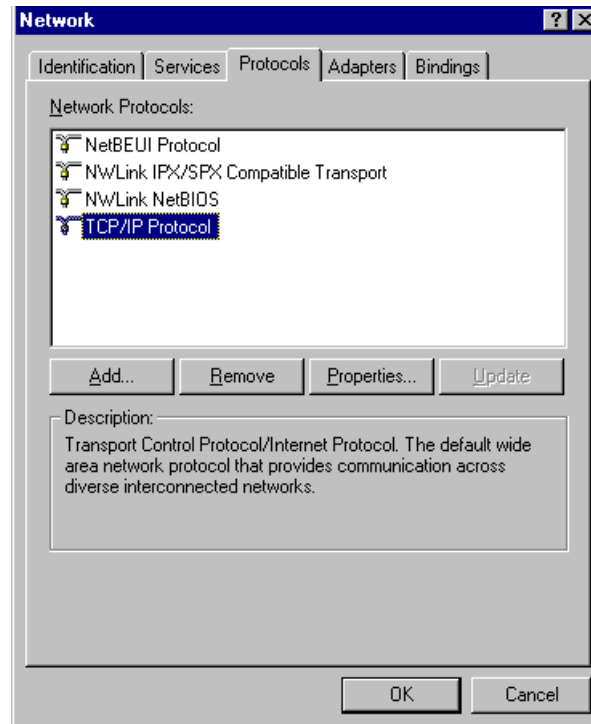 Network
Identification Services Protocols Adapters Bindings
Network Protocols:
NetBEUI Protocol
NWLink IPX/SPX Compatible Transport
NWLink NetBIOS
TCP/IP Protocol
Add... Remove Properties... Update
Description:
Transport Control Protocol/Internet Protocol. The default wide
area network protocol that provides communication across
diverse interconnected networks.
OK Cancel